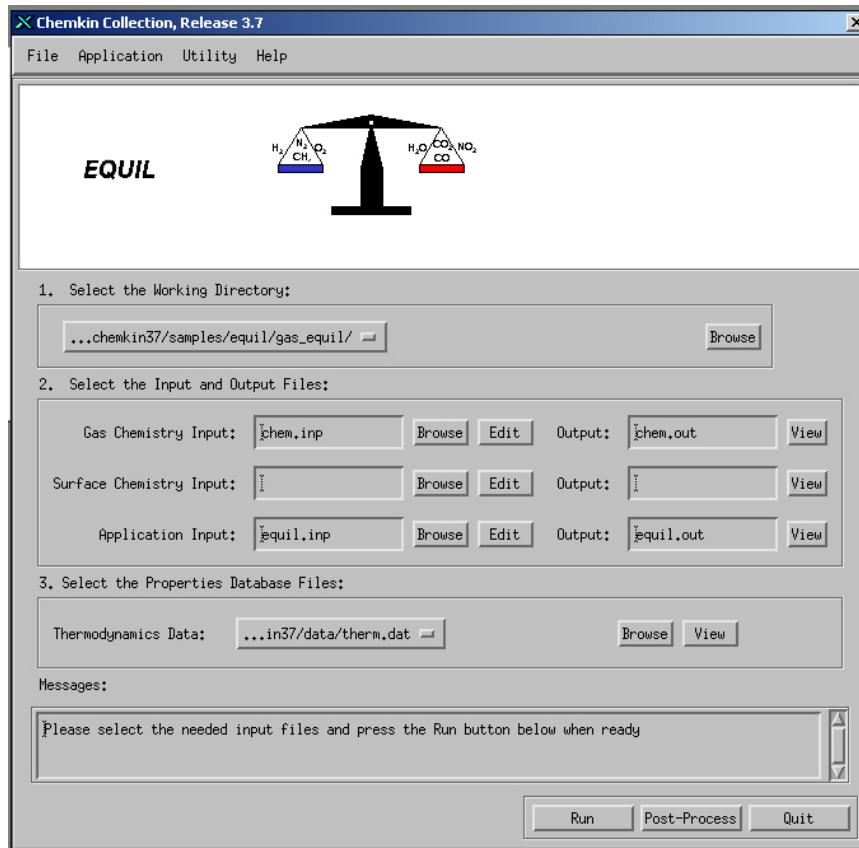 Chemkin Collection, Release 3.7
File Application Utility Help
EQUIL
H₂ N₂ O₂ CH₄
H₂O CO₂ NO₂ CO
1. Select the Working Directory:
...chemkin37/samples/equil/gas_equil/ Browse
2. Select the Input and Output Files:
Gas Chemistry Input: chem.inp Browse Edit Output: chem.out View
Surface Chemistry Input: Browse Edit Output: View
Application Input: equil.inp Browse Edit Output: equil.out View
3. Select the Properties Database Files:
Thermodynamics Data: ...in37/data/therm.dat Browse View
Messages:
Please select the needed input files and press the Run button below when ready
Run Post-Process Quit